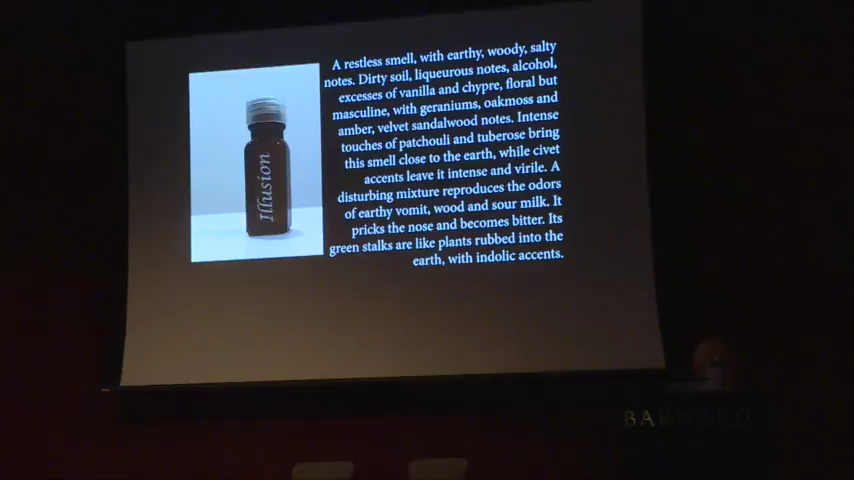 A restless smell, with earthy, woody, salty
notes. Dirty soil, liqueurous notes, alcohol,
excesses of vanilla and chypre, floral but
masculine, with geraniums, oakmoss and
amber, velvet sandalwood notes. Intense
touches of patchouli and tuberose bring
this smell close to the earth, while civet
accents leave it intense and virile. A
disturbing mixture reproduces the odors
of earthy vomit, wood and sour milk. It
pricks the nose and becomes bitter. Its
green stalks are like plants rubbed into the
earth, with indolic accents.
Illusion
BARNARD